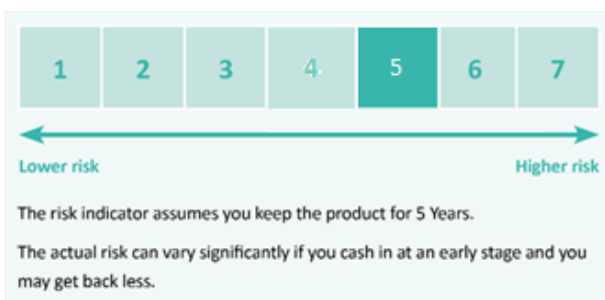 1 2 3 4 5 6 7
Lower risk Higher risk
The risk indicator assumes you keep the product for 5 Years.
The actual risk can vary significantly if you cash in at an early stage and you
may get back less.